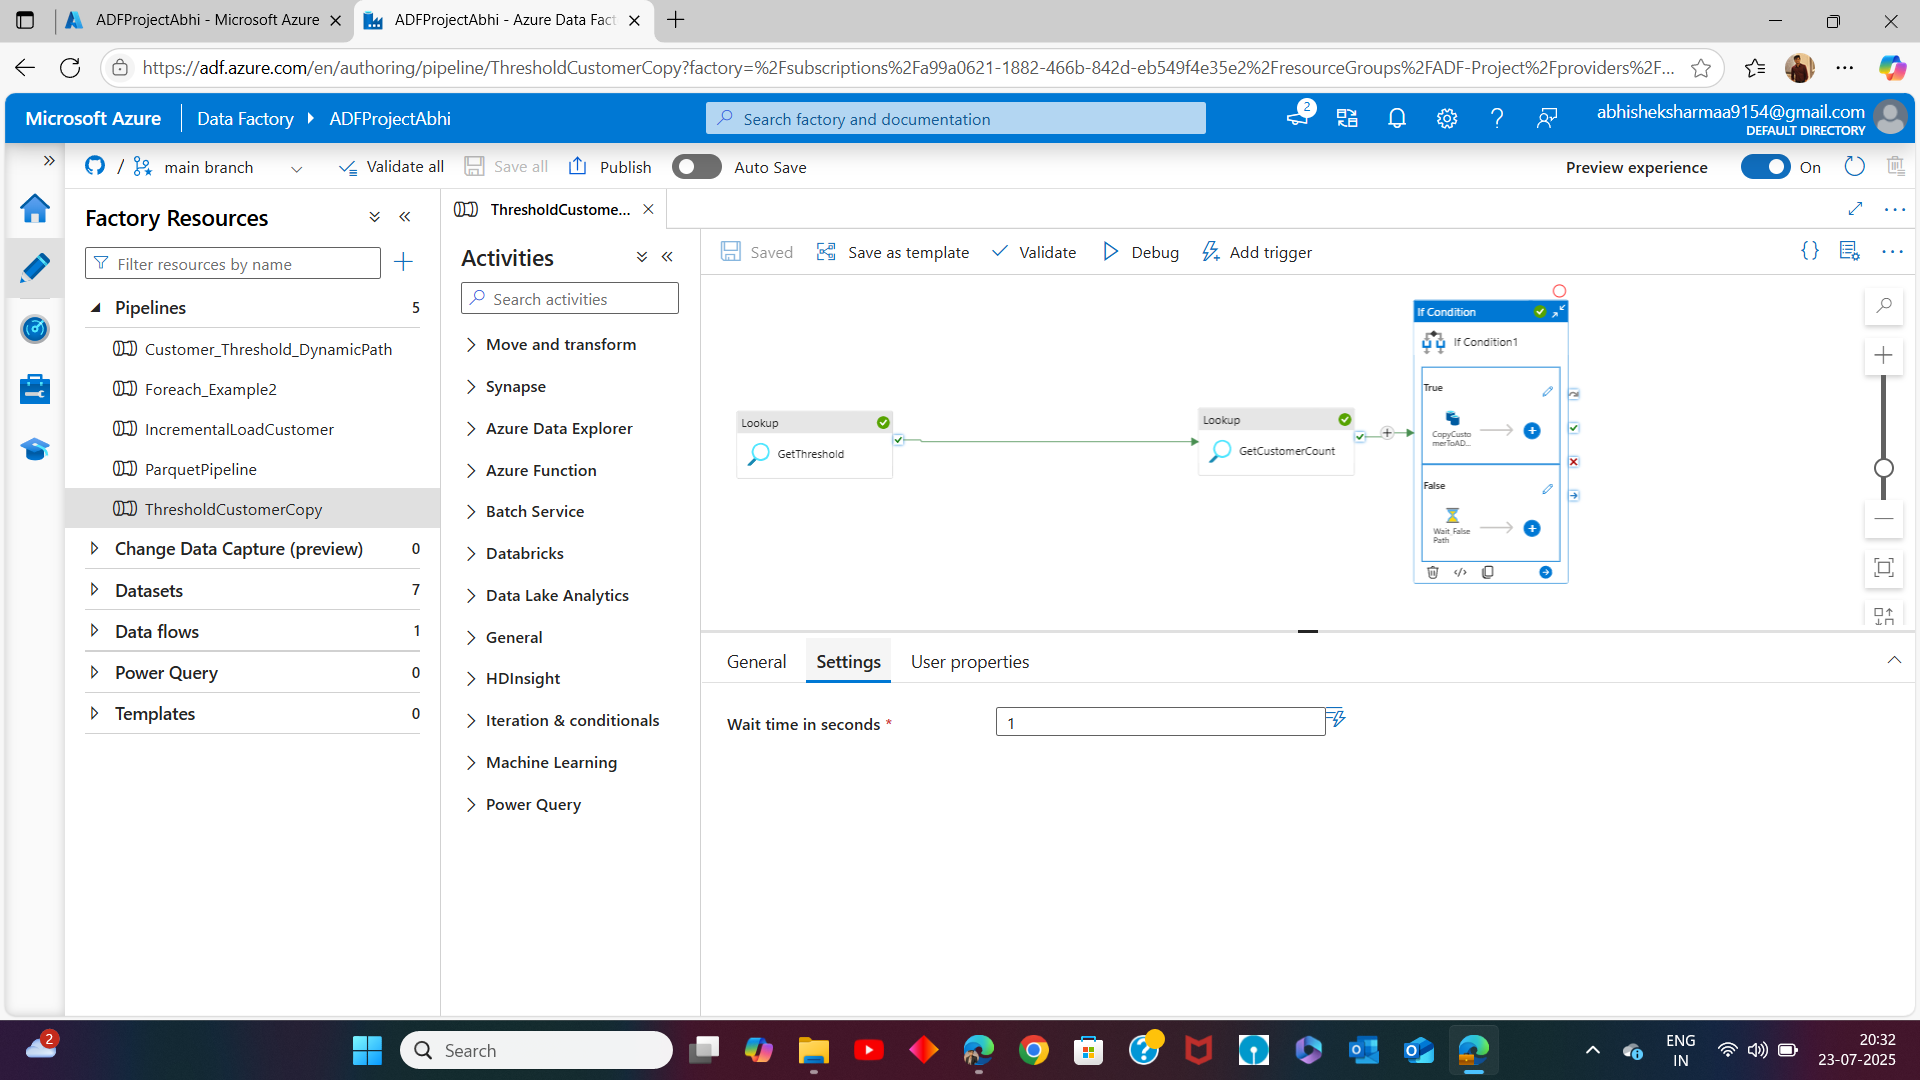 ADFProjectAbhi - Microsoft Azure
ADFProjectAbhi - Azure Data Fact
https://adf.azure.com/en/authoring/pipeline/ThresholdCustomerCopy?factory=%2Fsubscriptions%2Fa99a0621-1882-466b-842d-eb549f4e35e2%2FresourceGroups%2FADF-Project%2Fproviders%2F...
Microsoft Azure
Data Factory
ADFProjectAbhi
Search factory and documentation
2
abhisheksharmaa9154@gmail.com
DEFAULT DIRECTORY
/
main branch
Validate all
Save all
Publish
Auto Save
Preview experience
On
Factory Resources
Filter resources by name
Pipelines 5
Customer_Threshold_DynamicPath
Foreach_Example2
IncrementalLoadCustomer
ParquetPipeline
ThresholdCustomerCopy
Change Data Capture (preview) 0
Datasets 7
Data flows 1
Power Query 0
Templates 0
ThresholdCustome...
Activities
Search activities
Move and transform
Synapse
Azure Data Explorer
Azure Function
Batch Service
Databricks
Data Lake Analytics
General
HDInsight
Iteration & conditionals
Machine Learning
Power Query
Saved
Save as template
Validate
Debug
Add trigger
Lookup
GetThreshold
Lookup
GetCustomerCount
If Condition
If Condition1
True
CopyCusto
merToAD...
False
Wait_False
Path
General
Settings
User properties
Wait time in seconds *
1
2
Search
ENG
IN
20:32
23-07-2025